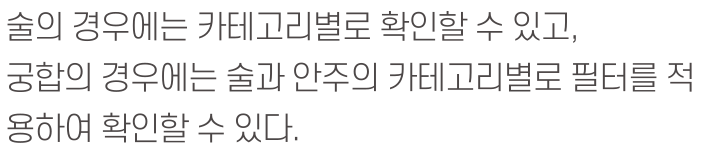 술의 경우에는 카테고리별로 확인할 수 있고,
궁합의 경우에는 술과 안주의 카테고리별로 필터를 적
용하여 확인할 수 있다.